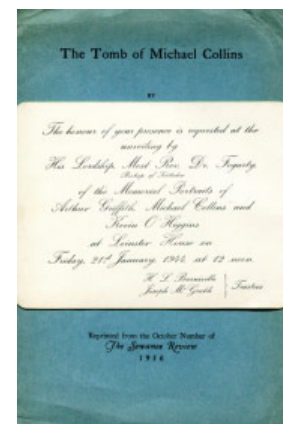 The Tomb of Michael Collins
BY
The honour of your presence is requested at the
unveiling by
His Lordship, Most Rev. Dr. Fogarty,
Bishop of Killaloe
of the Memorial Portraits of
Arthur Griffith, Michael Collins and
Kevin O'Higgins
at Leinster House on
Friday, 21st January, 1944, at 12 noon.
H. L. Barniville
Joseph McGrath
Trustees
Reprinted from the October Number of
The Sewanee Review
1936